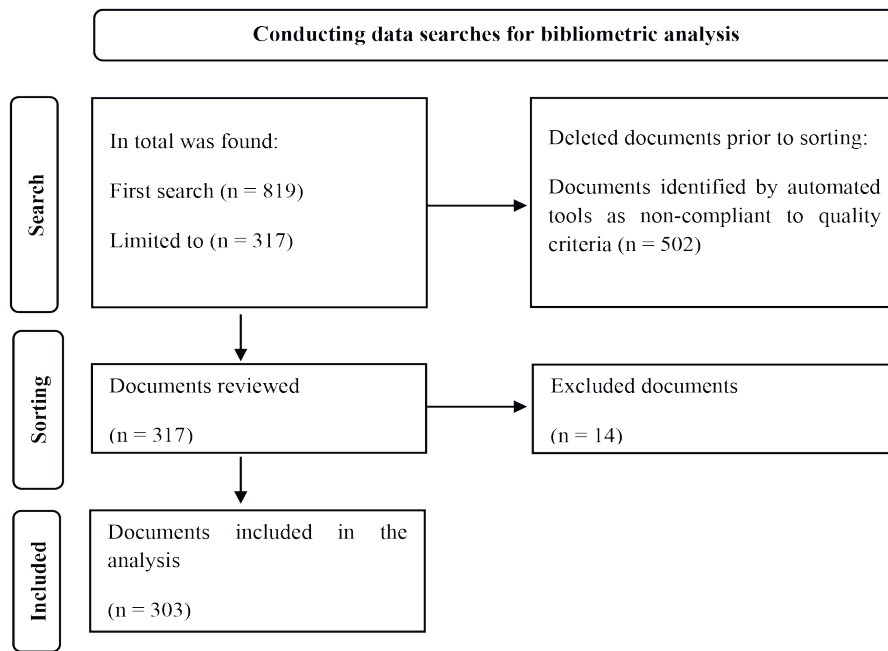 Conducting data searches for bibliometric analysis
Search
In total was found:
First search (n = 819)
Limited to (n = 317)
Deleted documents prior to sorting:
Documents identified by automated
tools as non-compliant to quality
criteria (n = 502)
Sorting
Documents reviewed
(n = 317)
Excluded documents
(n = 14)
Included
Documents included in the
analysis
(n = 303)